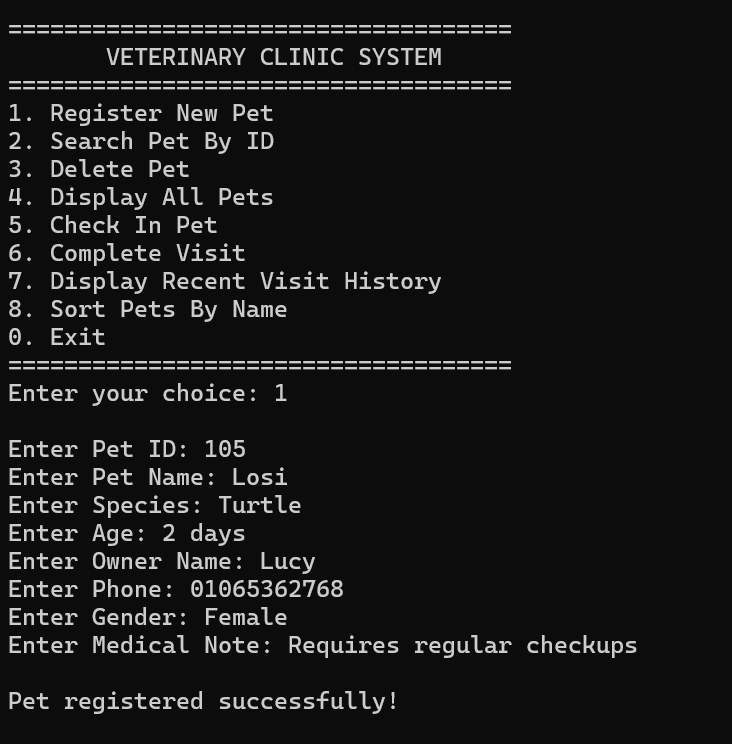 ====================================
VETERINARY CLINIC SYSTEM
====================================
1. Register New Pet
2. Search Pet By ID
3. Delete Pet
4. Display All Pets
5. Check In Pet
6. Complete Visit
7. Display Recent Visit History
8. Sort Pets By Name
0. Exit
====================================
Enter your choice: 1
Enter Pet ID: 105
Enter Pet Name: Losi
Enter Species: Turtle
Enter Age: 2 days
Enter Owner Name: Lucy
Enter Phone: 01065362768
Enter Gender: Female
Enter Medical Note: Requires regular checkups
Pet registered successfully!